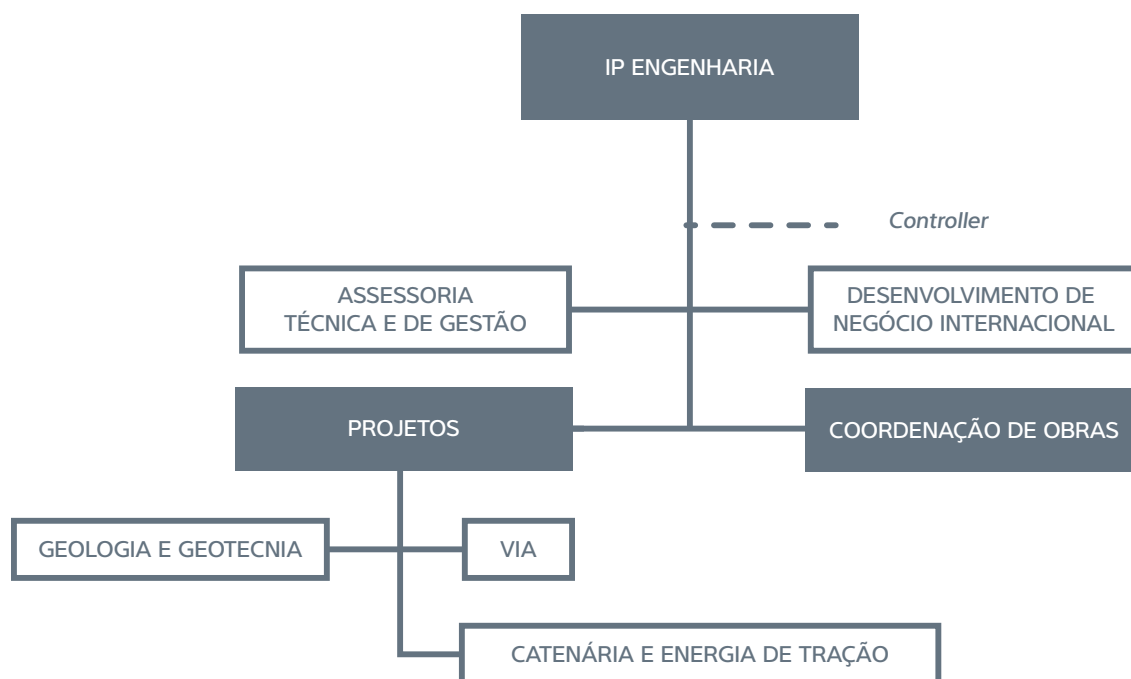 IP ENGENHARIA
Controller
ASSESSORIA
TÉCNICA E DE GESTÃO
DESENVOLVIMENTO DE
NEGÓCIO INTERNACIONAL
PROJETOS
COORDENAÇÃO DE OBRAS
GEOLOGIA E GEOTECNIA
VIA
CATENÁRIA E ENERGIA DE TRAÇÃO